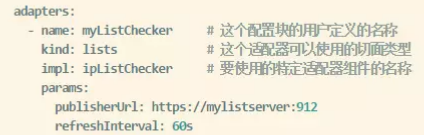 adapters:
  - name: myListChecker    # 这个配置块的用户定义的名称
    kind: lists            # 这个适配器可以使用的切面类型
    impl: ipListChecker    # 要使用的特定适配器组件的名称
    params:
      publisherUrl: https://mylistserver:912
      refreshInterval: 60s